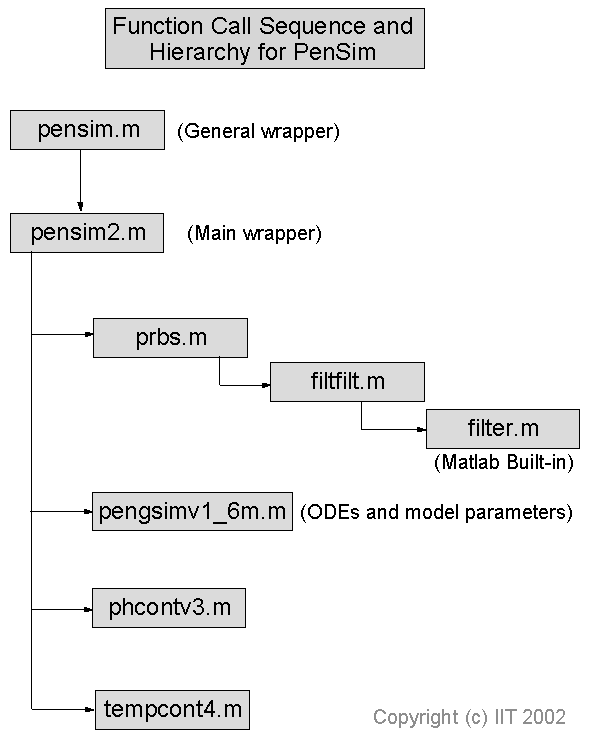 Function Call Sequence and
Hierarchy for PenSim
pensim.m
(General wrapper)
pensim2.m
(Main wrapper)
prbs.m
filtfilt.m
filter.m
(Matlab Built-in)
pengsimv1_6m.m
(ODEs and model parameters)
phcontv3.m
tempcont4.m
Copyright (c) IIT 2002